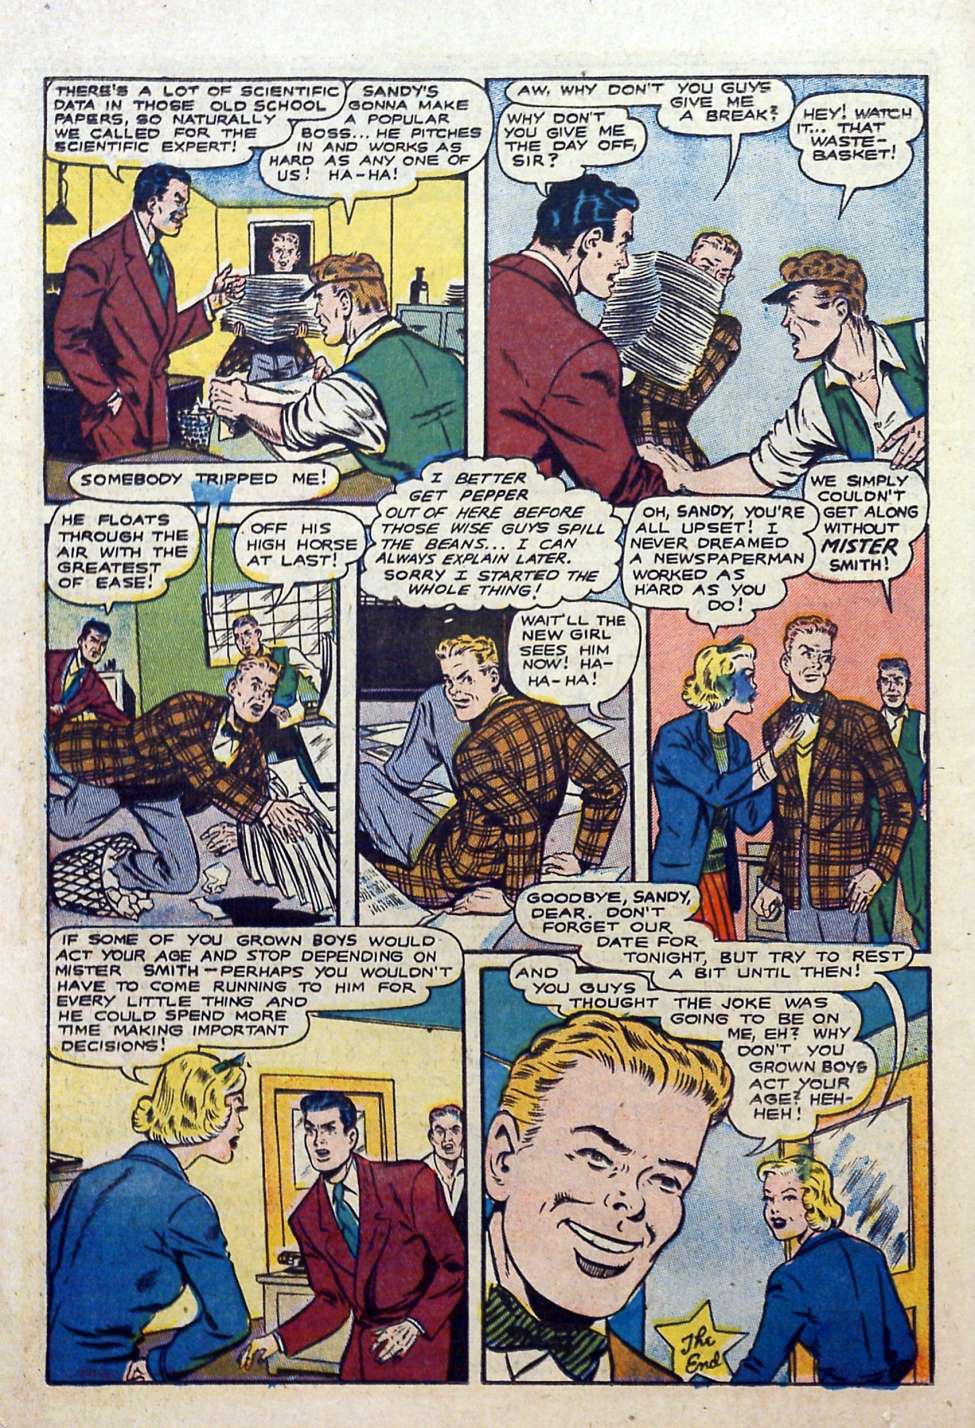 THERE'S A LOT OF SCIENTIFIC
DATA IN THOSE OLD SCHOOL
PAPERS, SO NATURALLY
WE CALLED FOR THE
SCIENTIFIC EXPERT!
SANDY'S
GONNA MAKE
A POPULAR
BOSS... HE PITCHES
IN AND WORKS AS
HARD AS ANY ONE OF
US! HA-HA!
AW, WHY DON'T YOU GUYS
GIVE ME
A BREAK?
WHY DON'T
YOU GIVE ME
THE DAY OFF,
SIR?
HEY! WATCH
IT... THAT
WASTE-
BASKET!
SOMEBODY TRIPPED ME!
HE FLOATS
THROUGH THE
AIR WITH THE
GREATEST
OF EASE!
OFF HIS
HIGH HORSE
AT LAST!
I BETTER
GET PEPPER
OUT OF HERE BEFORE
THOSE WISE GUYS SPILL
THE BEANS... I CAN
ALWAYS EXPLAIN LATER.
SORRY I STARTED THE
WHOLE THING!
WAIT'LL THE
NEW GIRL
SEES HIM
NOW! HA-
HA-HA!
OH, SANDY, YOU'RE
ALL UPSET! I
NEVER DREAMED
A NEWSPAPERMAN
WORKED AS
HARD AS YOU
DO!
WE SIMPLY
COULDN'T
GET ALONG
WITHOUT
MISTER
SMITH!
IF SOME OF YOU GROWN BOYS WOULD
ACT YOUR AGE AND STOP DEPENDING ON
MISTER SMITH—PERHAPS YOU WOULDN'T
HAVE TO COME RUNNING TO HIM FOR
EVERY LITTLE THING AND
HE COULD SPEND MORE
TIME MAKING IMPORTANT
DECISIONS!
GOODBYE, SANDY,
DEAR. DON'T
FORGET OUR
DATE FOR
TONIGHT, BUT TRY TO REST
A BIT UNTIL THEN!
AND
YOU GUYS
THOUGHT THE JOKE WAS
GOING TO BE ON
ME, EH? WHY
DON'T YOU
GROWN BOYS
ACT YOUR
AGE? HEH-
HEH!
The
End